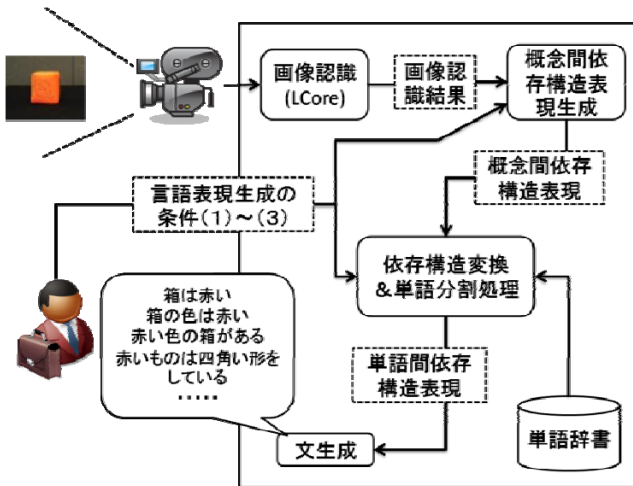 画像認識
(LCore)
画像認
識結果
概念間依
存構造表
現生成
概念間依存
構造表現
言語表現生成の
条件(1)~(3)
依存構造変換
&単語分割処理
箱は赤い
箱の色は赤い
赤い色の箱がある
赤いものは四角い形を
している
・・・・・
単語間依存
構造表現
文生成
単語辞書